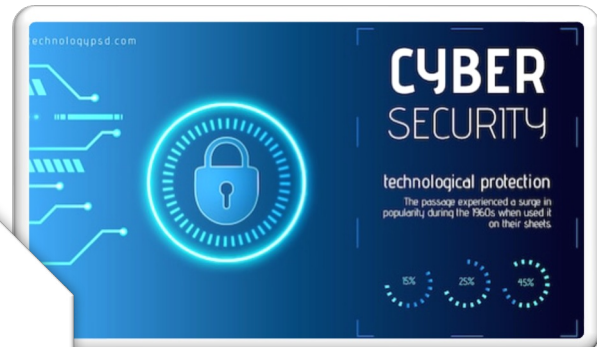 technologypsd.com
CYBER
SECURITY
technological protection
The passage experienced a surge in
popularity during the 1960s when used it
on their sheets
15%
25%
45%